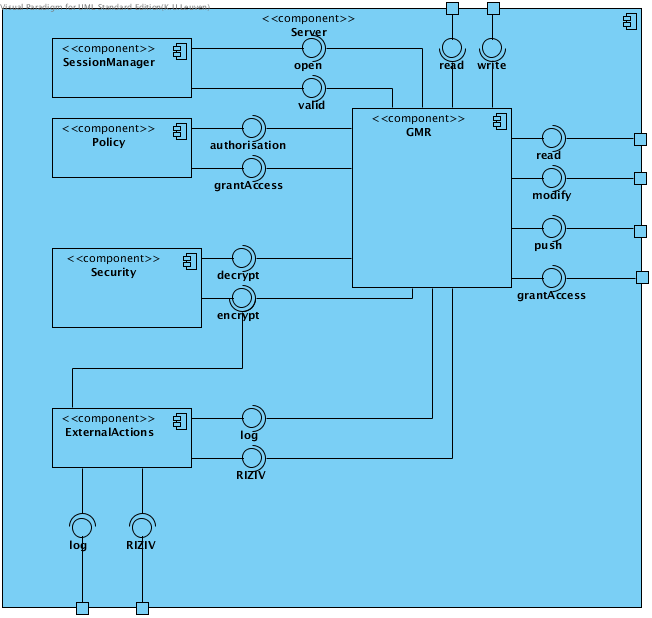 Visual Paradigm for UML Standard Edition(K.U.Leuven)
<<component>>
Server
<<component>>
SessionManager
open
valid
read
write
<<component>>
Policy
authorisation
grantAccess
<<component>>
GMR
read
modify
push
grantAccess
<<component>>
Security
decrypt
encrypt
<<component>>
ExternalActions
log
RIZIV
log
RIZIV